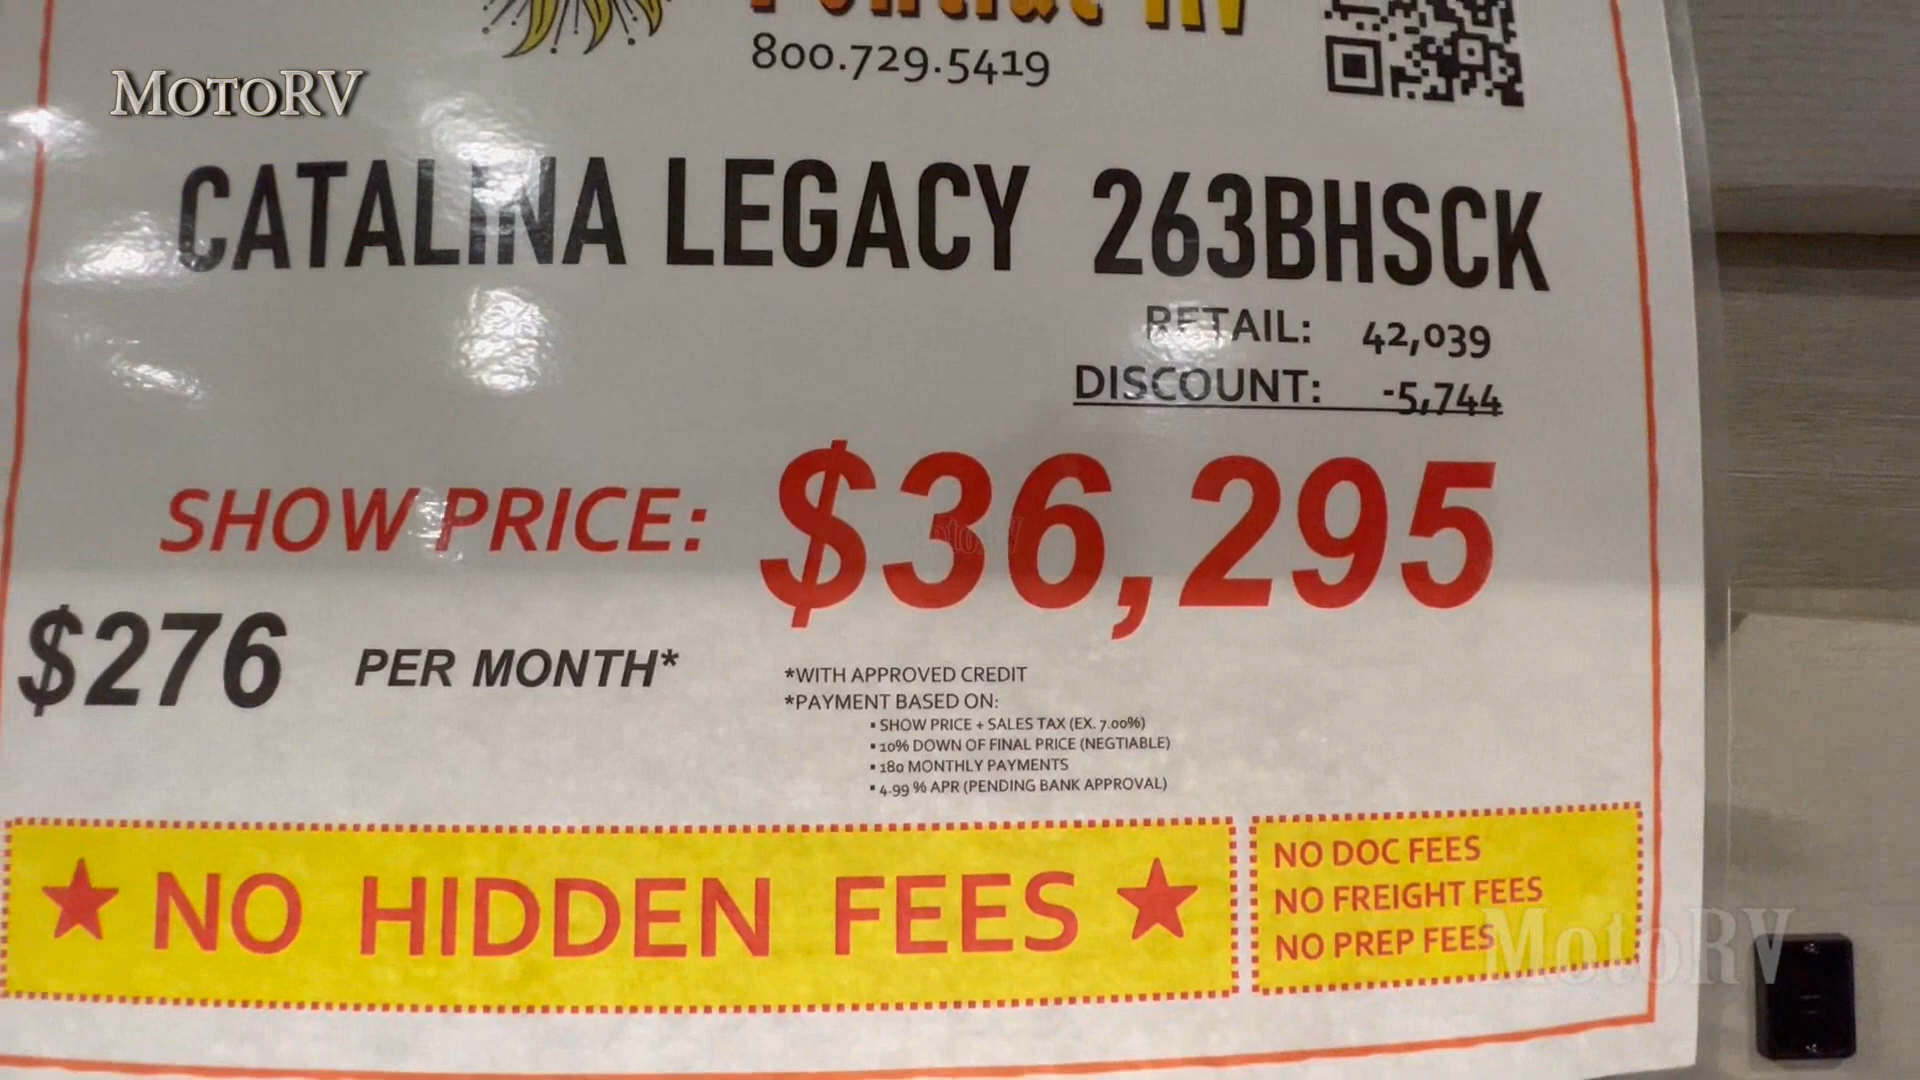 Pontiac RV
800.729.5419
MotoRV
CATALINA LEGACY 263BHSCK
RETAIL: 42,039
DISCOUNT: -5,744
SHOW PRICE: $36,295
$276 PER MONTH*
*WITH APPROVED CREDIT
*PAYMENT BASED ON:
▪ SHOW PRICE + SALES TAX (EX. 7.00%)
▪ 10% DOWN OF FINAL PRICE (NEGTIABLE)
▪ 180 MONTHLY PAYMENTS
▪ 4.99 % APR (PENDING BANK APPROVAL)
★ NO HIDDEN FEES ★
NO DOC FEES
NO FREIGHT FEES
NO PREP FEES
MotoRV